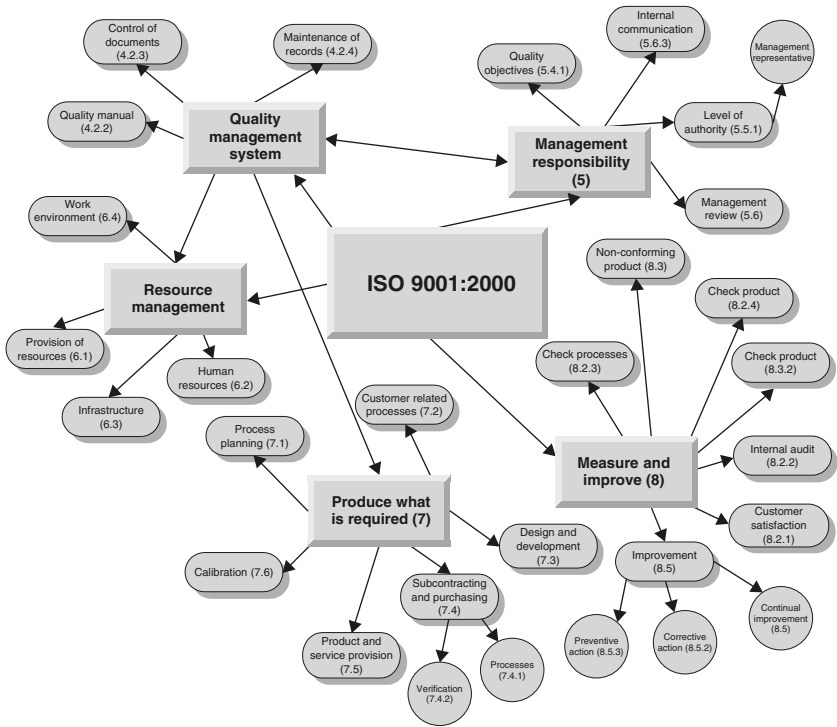 Control of
documents
(4.2.3)
Maintenance of
records (4.2.4)
Quality manual
(4.2.2)
Quality
management
system
Internal
communication
(5.6.3)
Quality
objectives (5.4.1)
Management
representative
Level of
authority (5.5.1)
Management
responsibility
(5)
Management
review (5.6)
Work
environment (6.4)
Resource
management
Provision of
resources (6.1)
Human
resources (6.2)
Infrastructure
(6.3)
ISO 9001:2000
Non-conforming
product (8.3)
Check product
(8.2.4)
Check processes
(8.2.3)
Check product
(8.3.2)
Measure and
improve (8)
Internal audit
(8.2.2)
Customer
satisfaction
(8.2.1)
Improvement
(8.5)
Preventive
action (8.5.3)
Corrective
action (8.5.2)
Continual
improvement
(8.5)
Customer related
processes (7.2)
Process
planning (7.1)
Produce what
is required (7)
Design and
development
(7.3)
Calibration (7.6)
Subcontracting
and purchasing
(7.4)
Product and
service provision
(7.5)
Verification
(7.4.2)
Processes
(7.4.1)